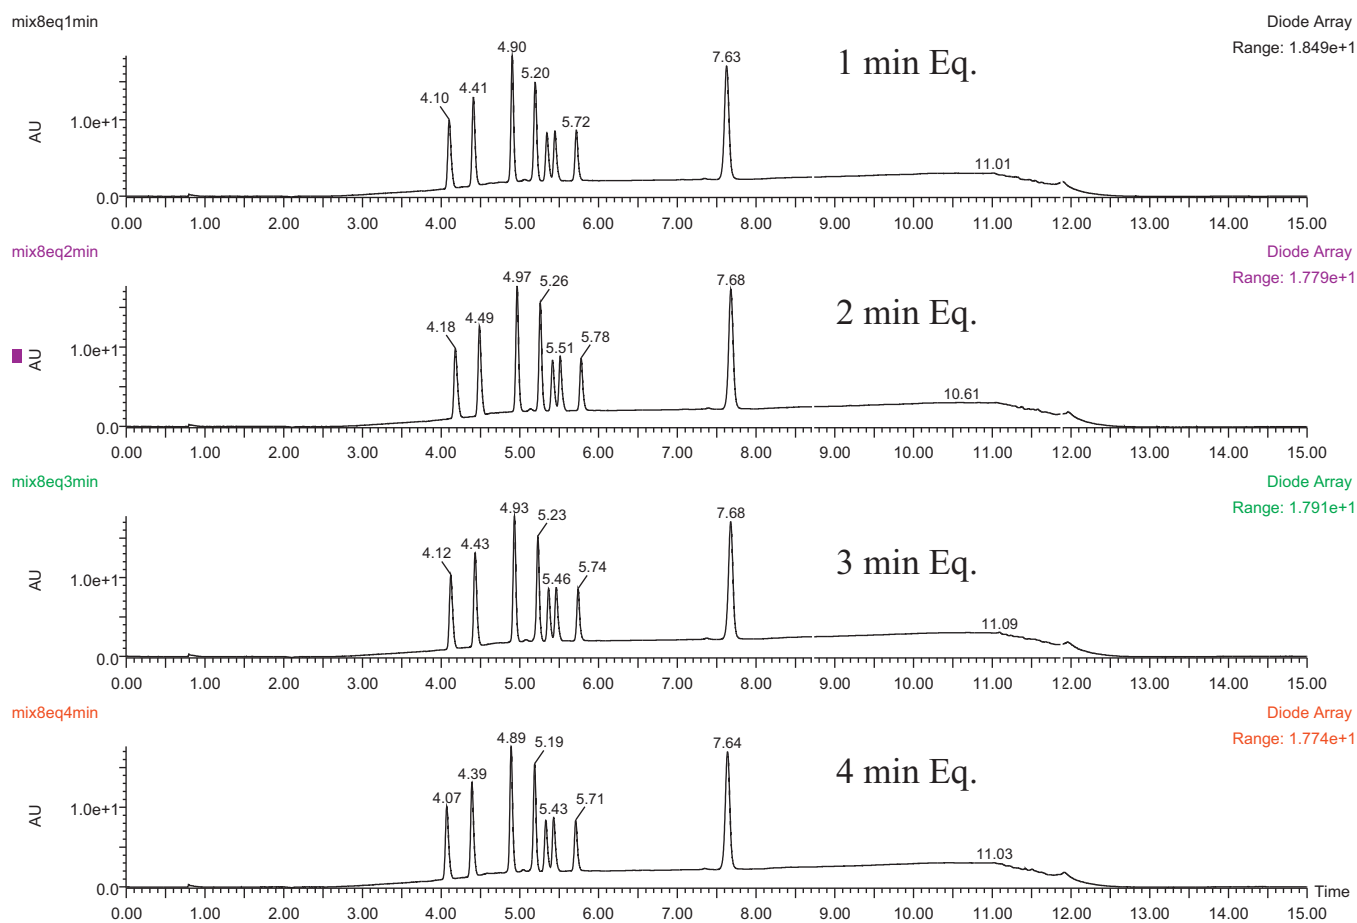 mix8eq1min
Diode Array
Range: 1.849e+1
1 min Eq.
4.10
4.41
4.90
5.20
5.72
7.63
11.01
AU
1.0e+1
0.0
0.00 1.00 2.00 3.00 4.00 5.00 6.00 7.00 8.00 9.00 10.00 11.00 12.00 13.00 14.00 15.00
mix8eq2min
Diode Array
Range: 1.779e+1
2 min Eq.
4.18
4.49
4.97
5.26
5.51
5.78
7.68
10.61
AU
1.0e+1
0.0
0.00 1.00 2.00 3.00 4.00 5.00 6.00 7.00 8.00 9.00 10.00 11.00 12.00 13.00 14.00 15.00
mix8eq3min
Diode Array
Range: 1.791e+1
3 min Eq.
4.12
4.43
4.93
5.23
5.46
5.74
7.68
11.09
AU
1.0e+1
0.0
0.00 1.00 2.00 3.00 4.00 5.00 6.00 7.00 8.00 9.00 10.00 11.00 12.00 13.00 14.00 15.00
mix8eq4min
Diode Array
Range: 1.774e+1
4 min Eq.
4.07
4.39
4.89
5.19
5.43
5.71
7.64
11.03
AU
1.0e+1
0.0
Time
0.00 1.00 2.00 3.00 4.00 5.00 6.00 7.00 8.00 9.00 10.00 11.00 12.00 13.00 14.00 15.00